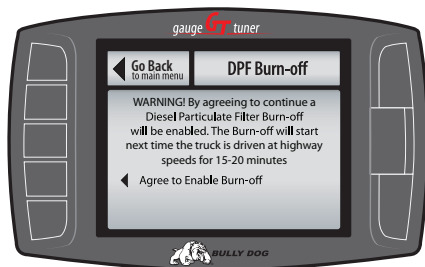 gauge GT tuner
Go Back
to main menu
DPF Burn-off
WARNING! By agreeing to continue a
Diesel Particulate Filter Burn-off
will be enabled. The Burn-off will start
next time the truck is driven at highway
speeds for 15-20 minutes
Agree to Enable Burn-off
BULLY DOG